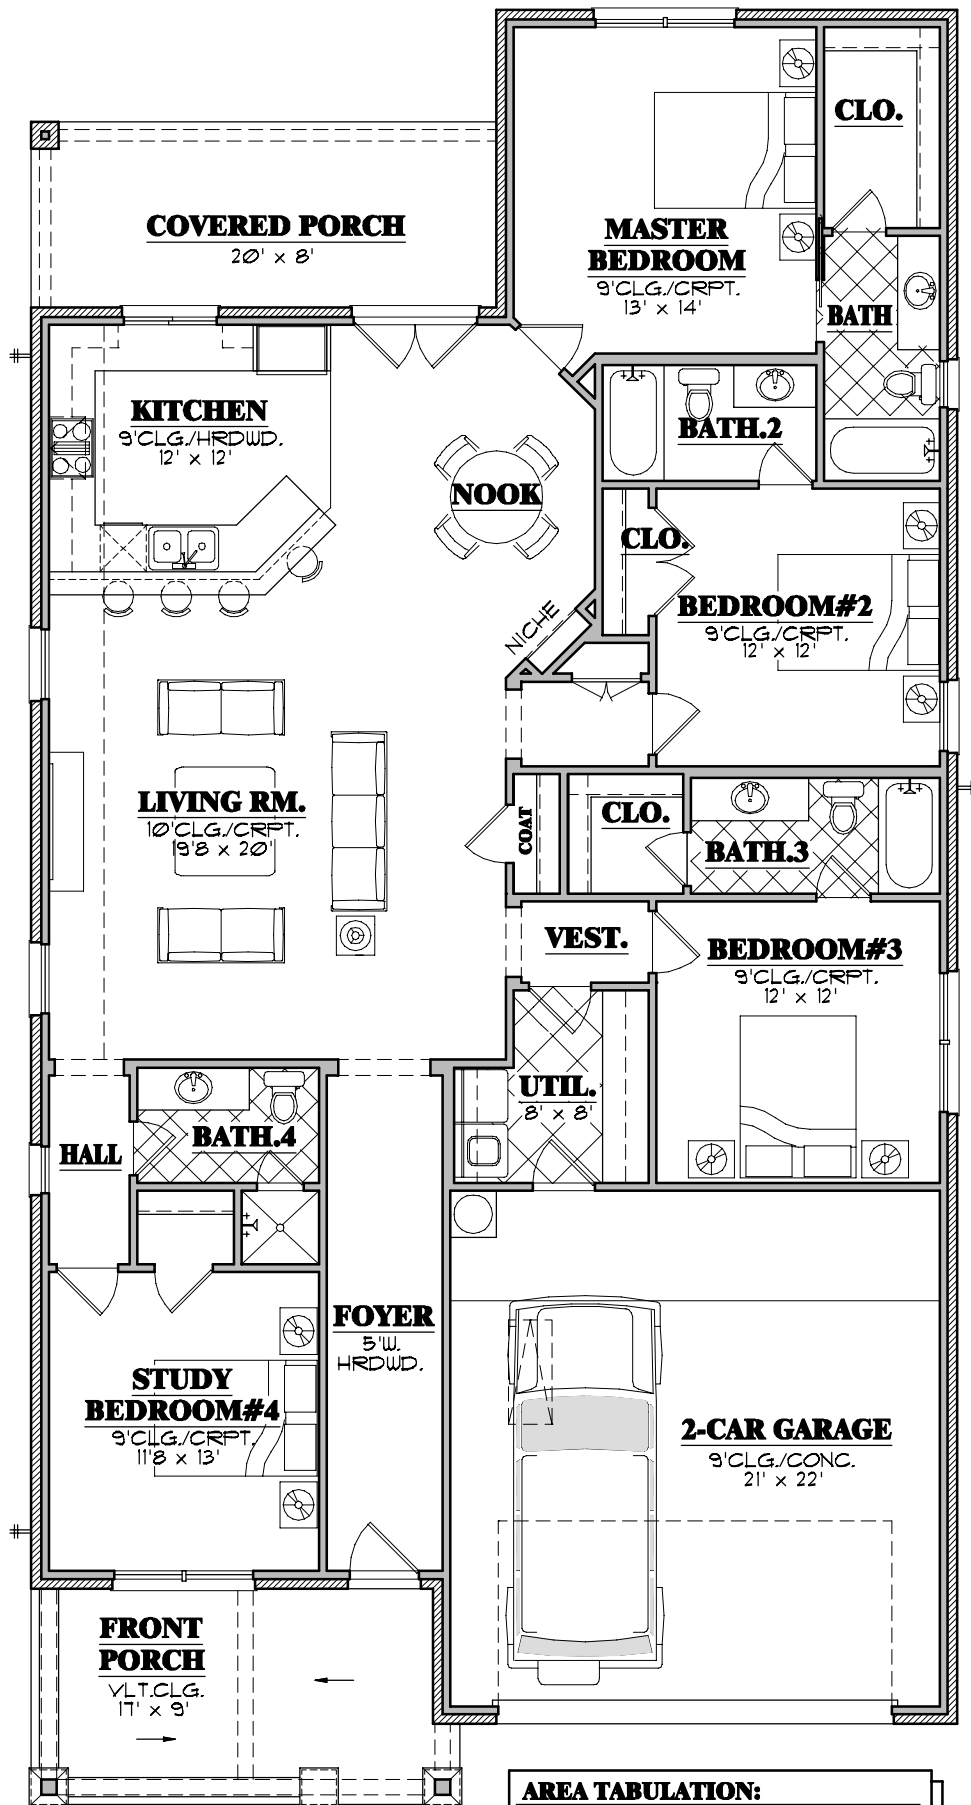 CLO.
COVERED PORCH
20' x 8'
MASTER
BEDROOM
9'CLG./CRPT.
13' x 14'
BATH
KITCHEN
9'CLG./HRDWD.
12' x 12'
BATH.2
NOOK
CLO.
BEDROOM#2
9'CLG./CRPT.
12' x 12'
NICHE
LIVING RM.
10'CLG./CRPT.
19'8 x 20'
COAT
CLO.
BATH.3
VEST.
BEDROOM#3
9'CLG./CRPT.
12' x 12'
UTIL.
8' x 8'
BATH.4
HALL
FOYER
5'W.
HRDWD.
STUDY
BEDROOM#4
9'CLG./CRPT.
11'8 x 13'
2-CAR GARAGE
9'CLG./CONC.
21' x 22'
FRONT
PORCH
VLT.CLG.
17' x 9'
AREA TABULATION: